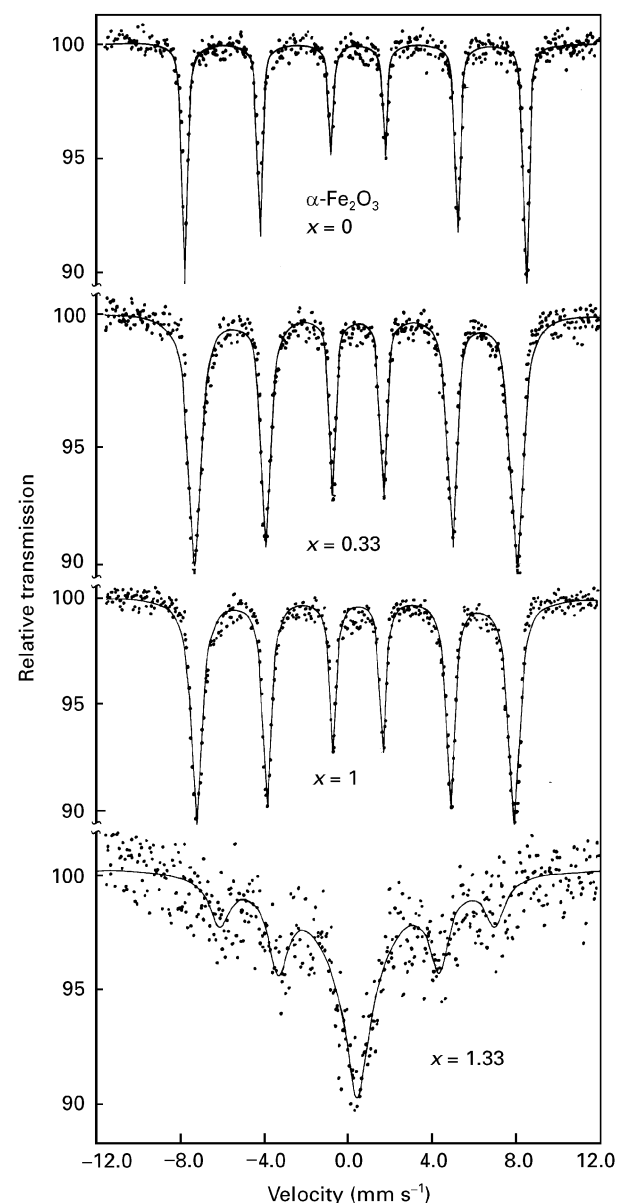 100
95
α-Fe₂O₃
x = 0
90
100
95
x = 0.33
90
Relative transmission
100
95
x = 1
90
100
95
x = 1.33
90
−12.0 −8.0 −4.0 0.0 4.0 8.0 12.0
Velocity (mm s⁻¹)